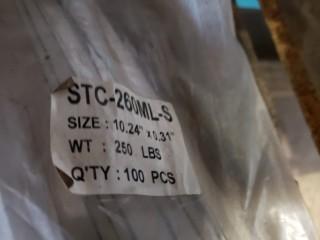 STC-260ML-S
SIZE : 10.24" x 0.31"
WT : 250 LBS
Q'TY : 100 PCS